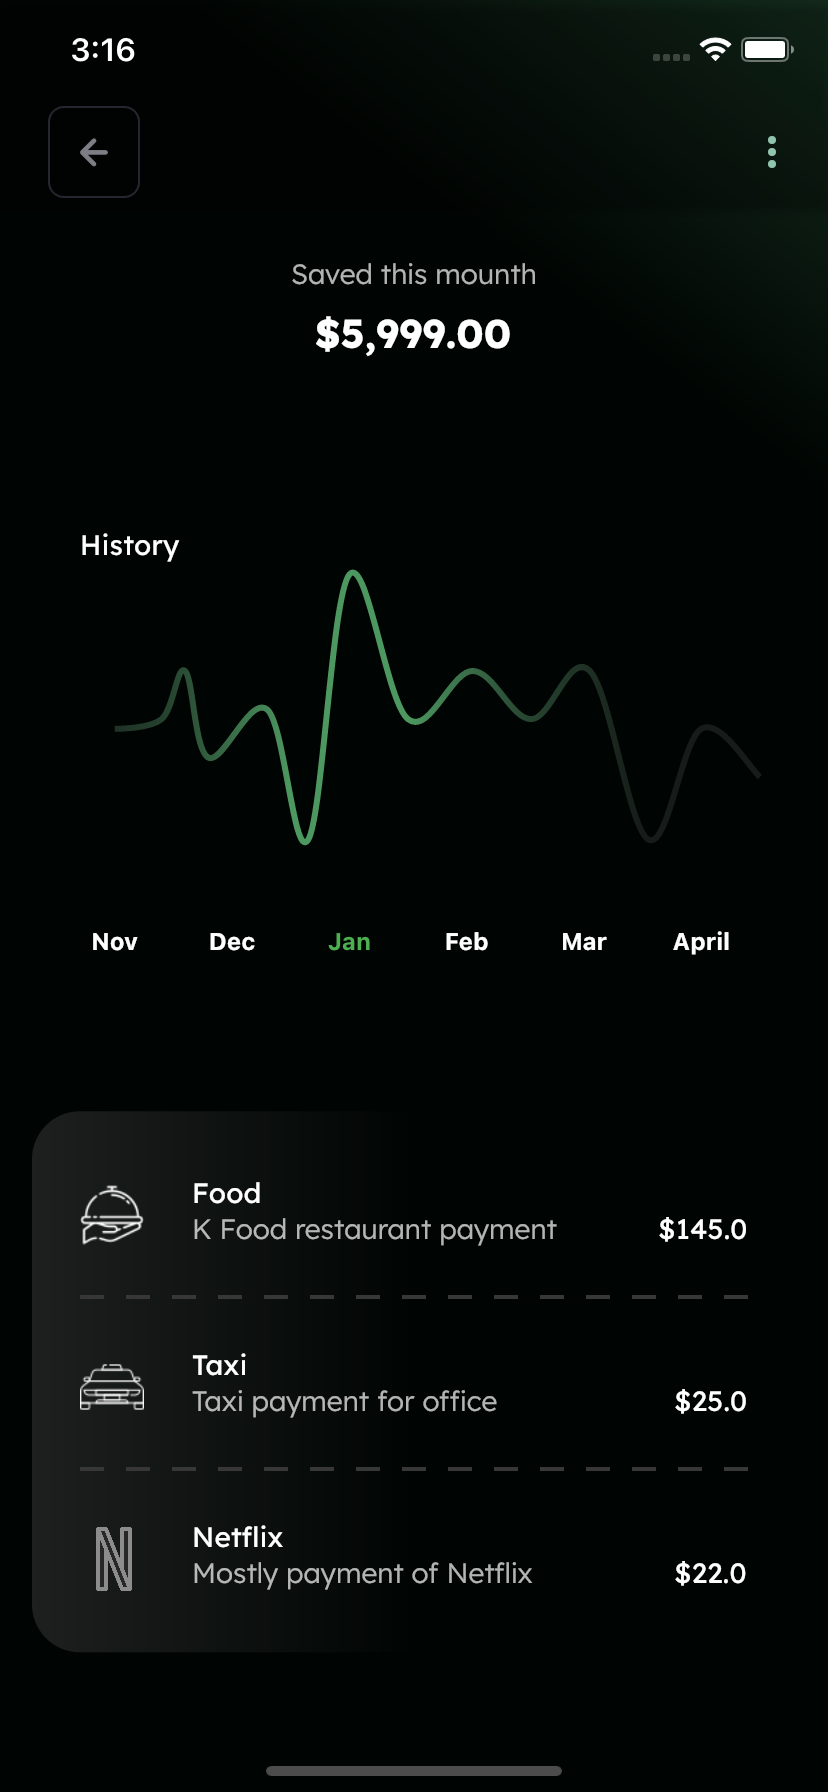 3:16
Saved this mounth
$5,999.00
History
Nov Dec Jan Feb Mar April
Food
K Food restaurant payment $145.0
Taxi
Taxi payment for office $25.0
Netflix
Mostly payment of Netflix $22.0